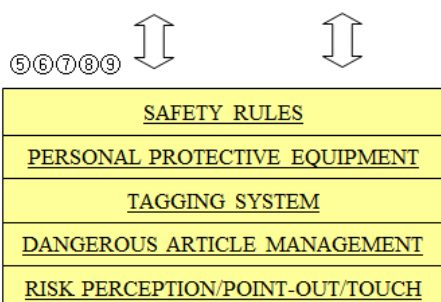 ⑤⑥⑦⑧⑨
SAFETY RULES
PERSONAL PROTECTIVE EQUIPMENT
TAGGING SYSTEM
DANGEROUS ARTICLE MANAGEMENT
RISK PERCEPTION/POINT-OUT/TOUCH